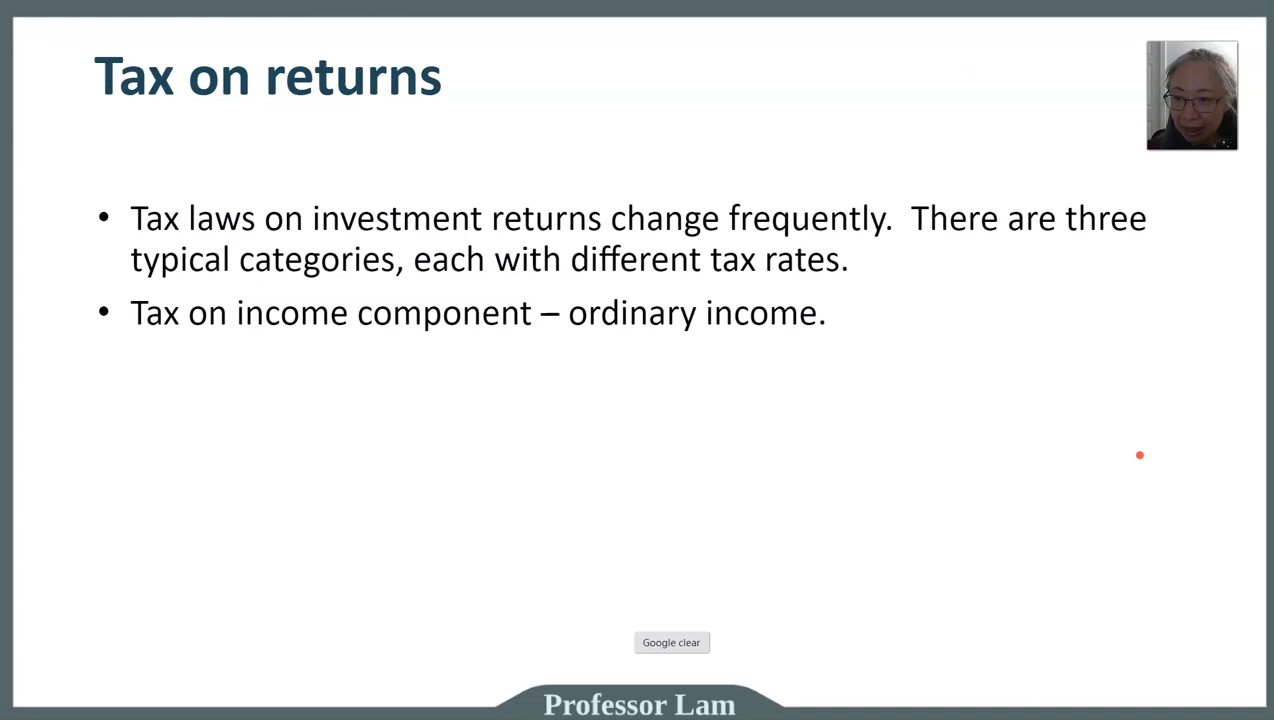 Tax on returns
• Tax laws on investment returns change frequently.  There are three
typical categories, each with different tax rates.
• Tax on income component – ordinary income.
Google clear
Professor Lam